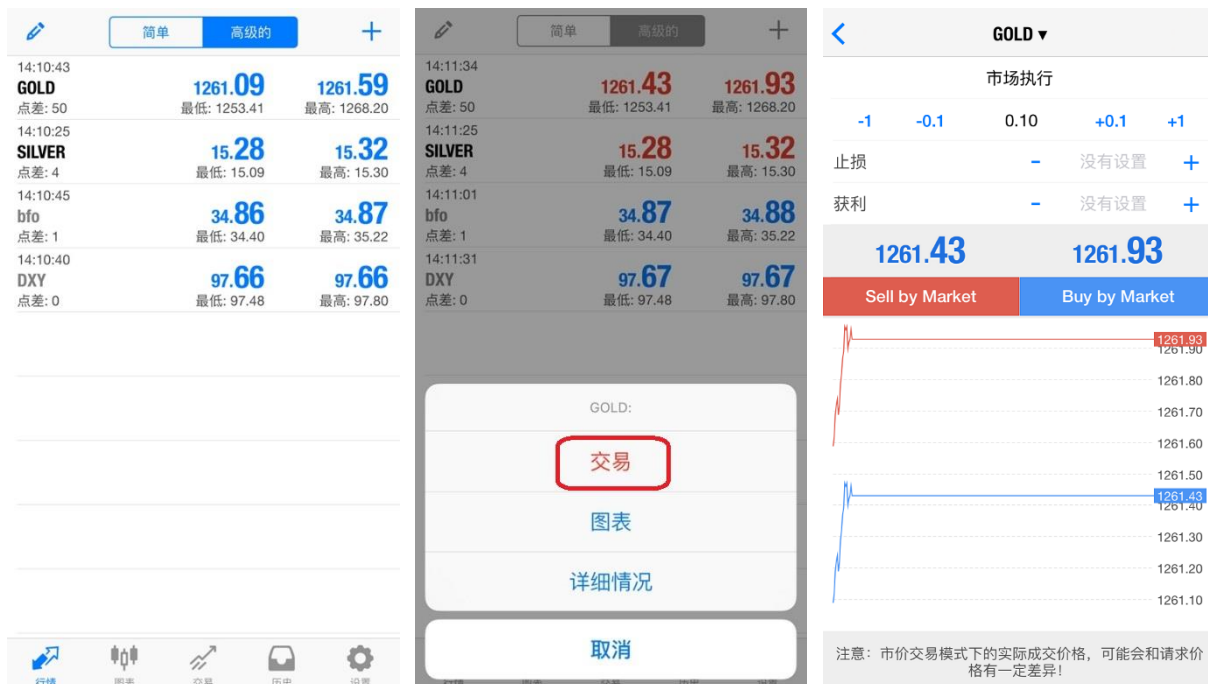 简单 高级的
14:10:43
GOLD 1261.09 1261.59
点差: 50 最低: 1253.41 最高: 1268.20
14:10:25
SILVER 15.28 15.32
点差: 4 最低: 15.09 最高: 15.30
14:10:45
bfo 34.86 34.87
点差: 1 最低: 34.40 最高: 35.22
14:10:40
DXY 97.66 97.66
点差: 0 最低: 97.48 最高: 97.80
行情 图表 交易 历史 设置
简单 高级的
14:11:34
GOLD 1261.43 1261.93
点差: 50 最低: 1253.41 最高: 1268.20
14:11:25
SILVER 15.28 15.32
点差: 4 最低: 15.09 最高: 15.30
14:11:01
bfo 34.87 34.88
点差: 1 最低: 34.40 最高: 35.22
14:11:31
DXY 97.67 97.67
点差: 0 最低: 97.48 最高: 97.80
GOLD:
交易
图表
详细情况
取消
GOLD ▾
市场执行
-1 -0.1 0.10 +0.1 +1
止损 - 没有设置 +
获利 - 没有设置 +
1261.43 1261.93
Sell by Market Buy by Market
1261.93
1261.90
1261.80
1261.70
1261.60
1261.50
1261.43
1261.40
1261.30
1261.20
1261.10
注意：市价交易模式下的实际成交价格，可能会和请求价
格有一定差异！